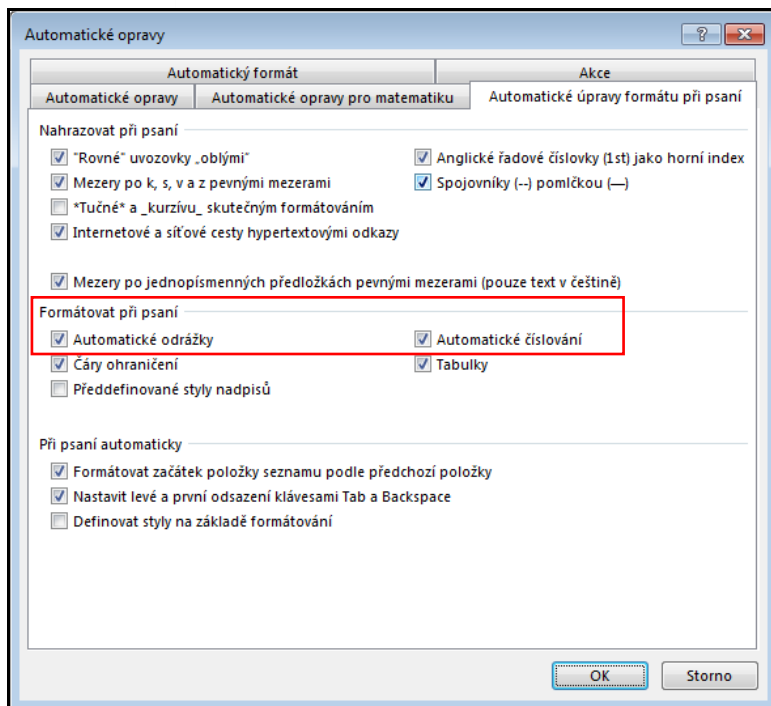 Automatické opravy
Automatický formát Akce
Automatické opravy Automatické opravy pro matematiku Automatické úpravy formátu při psaní
Nahrazovat při psaní
"Rovné" uvozovky „oblými“ Anglické řadové číslovky (1st) jako horní index
Mezery po k, s, v a z pevnými mezerami Spojovníky (--) pomlčkou (—)
*Tučné* a _kurzívu_ skutečným formátováním
Internetové a síťové cesty hypertextovými odkazy
Mezery po jednopísmenných předložkách pevnými mezerami (pouze text v češtině)
Formátovat při psaní
Automatické odrážky Automatické číslování
Čáry ohraničení Tabulky
Předdefinované styly nadpisů
Při psaní automaticky
Formátovat začátek položky seznamu podle předchozí položky
Nastavit levé a první odsazení klávesami Tab a Backspace
Definovat styly na základě formátování
OK Storno